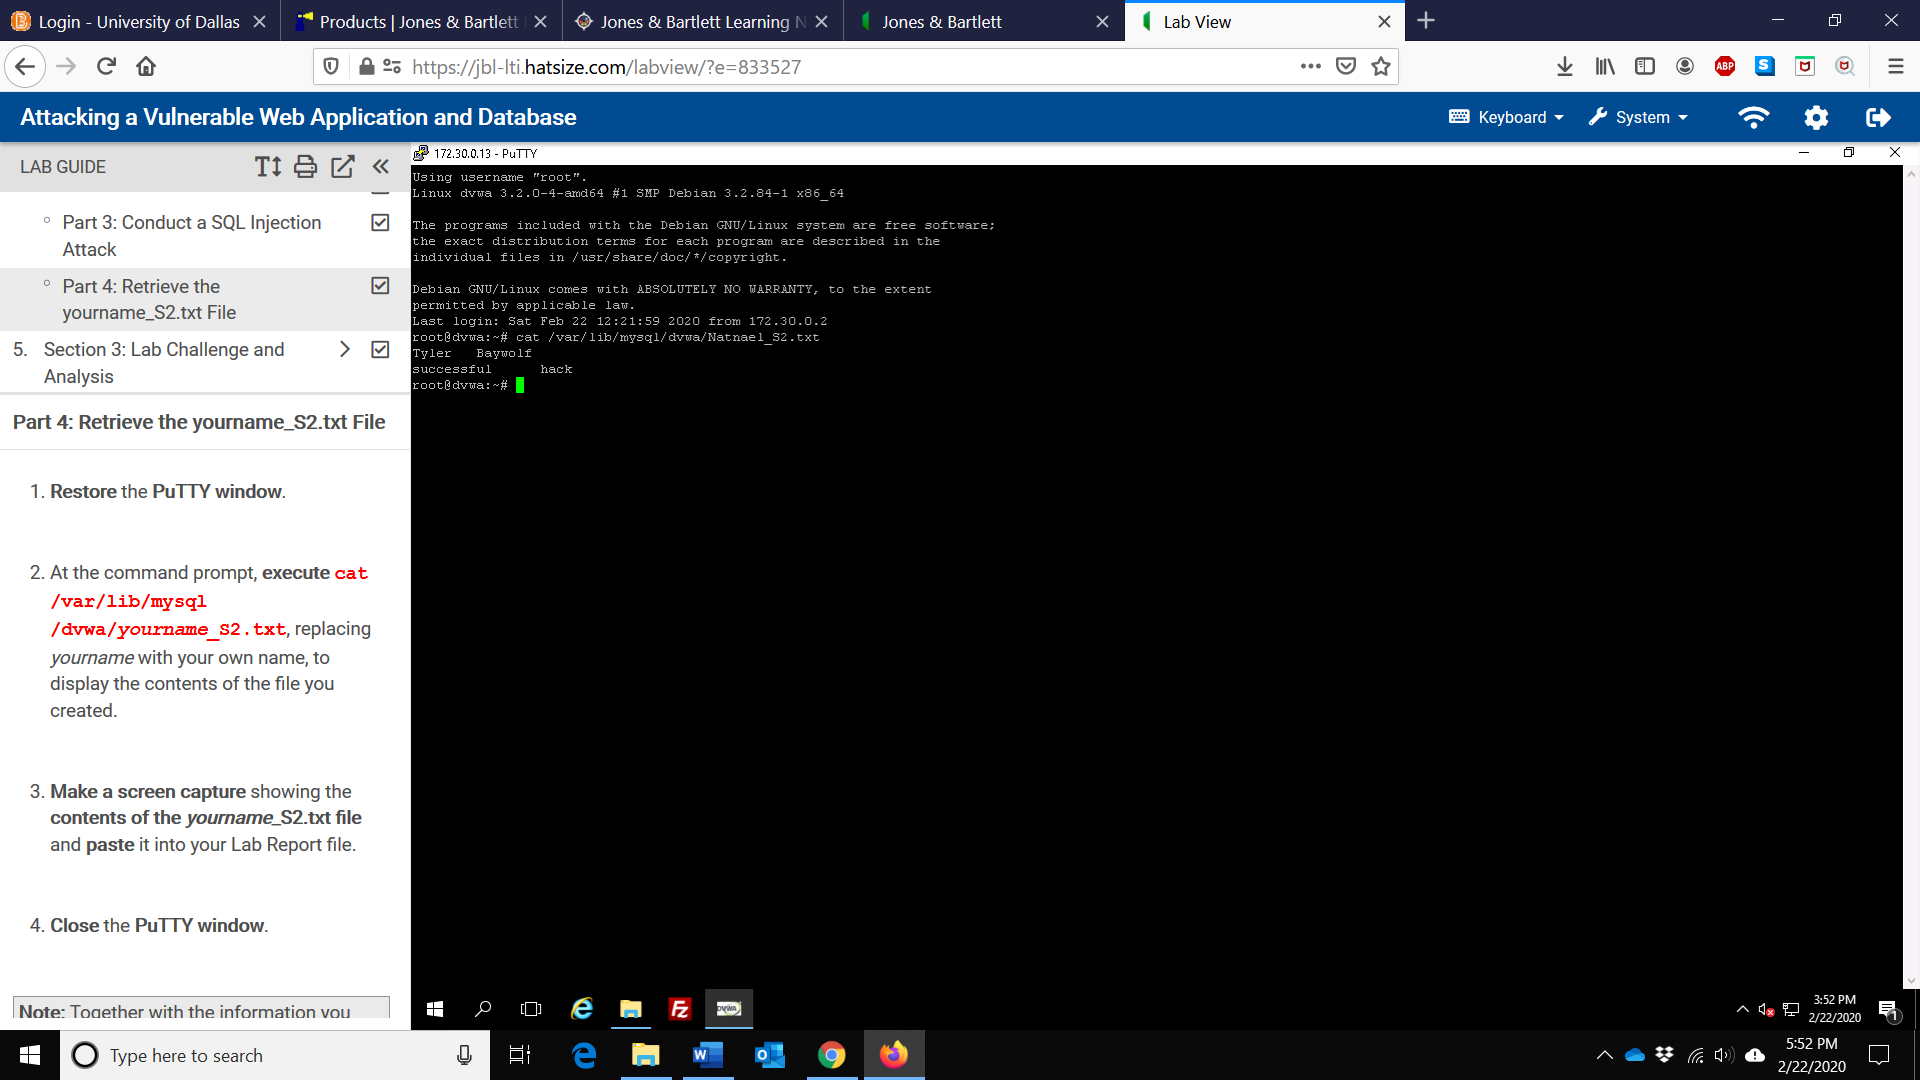 Login - University of Dallas
Products | Jones & Bartlett
Jones & Bartlett Learning N
Jones & Bartlett
Lab View
https://jbl-lti.hatsize.com/labview/?e=833527
ABP
S
Attacking a Vulnerable Web Application and Database
Keyboard
System
LAB GUIDE
Part 3: Conduct a SQL Injection
Attack
Part 4: Retrieve the
yourname_S2.txt File
5. Section 3: Lab Challenge and
Analysis
Part 4: Retrieve the yourname_S2.txt File
1. Restore the PuTTY window.
2. At the command prompt, execute cat
/var/lib/mysql
/dvwa/yourname_S2.txt, replacing
yourname with your own name, to
display the contents of the file you
created.
3. Make a screen capture showing the
contents of the yourname_S2.txt file
and paste it into your Lab Report file.
4. Close the PuTTY window.
Note: Together with the information you
172.30.0.13 - PuTTY
Using username "root".
Linux dvwa 3.2.0-4-amd64 #1 SMP Debian 3.2.84-1 x86_64
The programs included with the Debian GNU/Linux system are free software;
the exact distribution terms for each program are described in the
individual files in /usr/share/doc/*/copyright.
Debian GNU/Linux comes with ABSOLUTELY NO WARRANTY, to the extent
permitted by applicable law.
Last login: Sat Feb 22 12:21:59 2020 from 172.30.0.2
root@dvwa:~# cat /var/lib/mysql/dvwa/Natnael_S2.txt
Tyler Baywolf
successful hack
root@dvwa:~#
Fz
DVWA
3:52 PM
2/22/2020
1
Type here to search
5:52 PM
2/22/2020